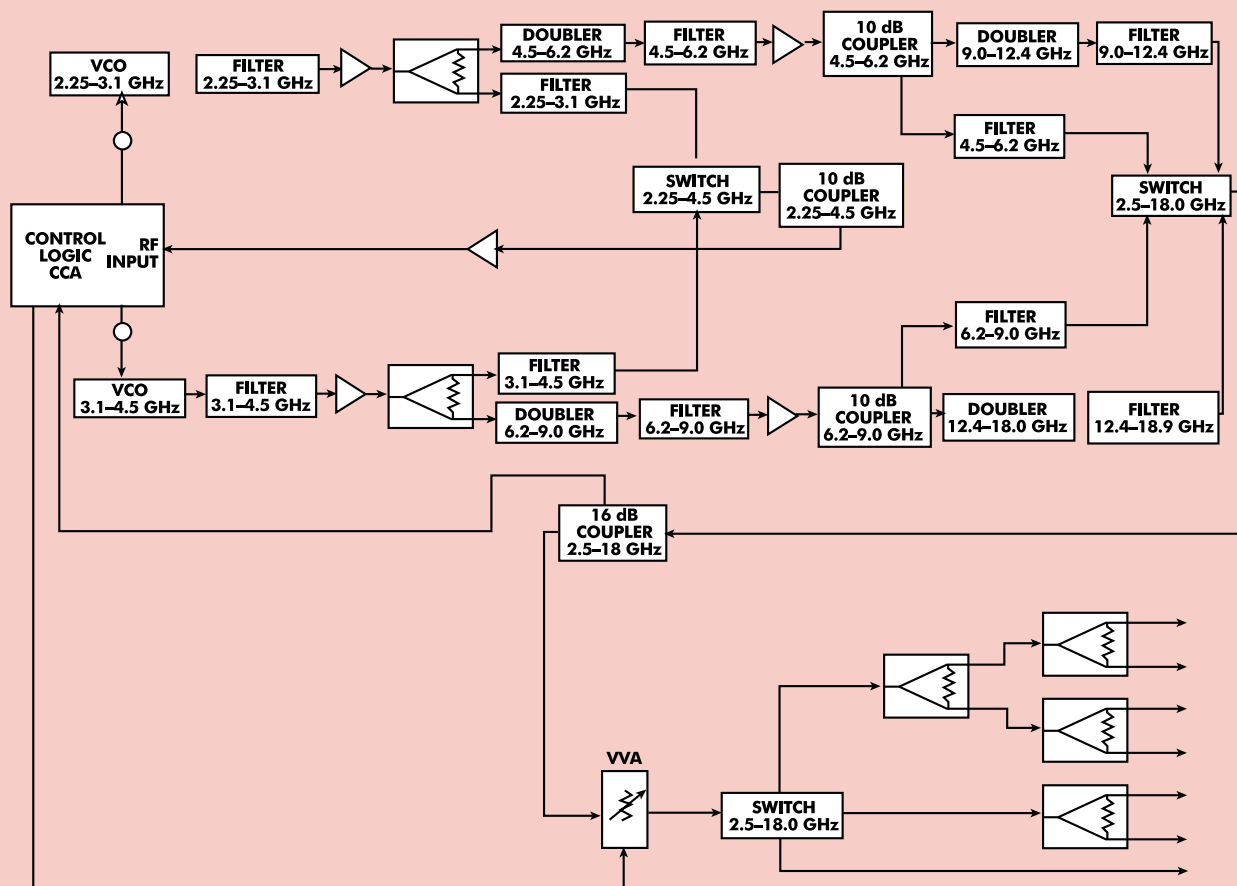 VCO
2.25–3.1 GHz
FILTER
2.25–3.1 GHz
DOUBLER
4.5–6.2 GHz
FILTER
4.5–6.2 GHz
10 dB
COUPLER
4.5–6.2 GHz
DOUBLER
9.0–12.4 GHz
FILTER
9.0–12.4 GHz
FILTER
2.25–3.1 GHz
FILTER
4.5–6.2 GHz
SWITCH
2.25–4.5 GHz
10 dB
COUPLER
2.25–4.5 GHz
SWITCH
2.5–18.0 GHz
CONTROL
LOGIC
CCA
RF
INPUT
FILTER
6.2–9.0 GHz
VCO
3.1–4.5 GHz
FILTER
3.1–4.5 GHz
FILTER
3.1–4.5 GHz
DOUBLER
6.2–9.0 GHz
FILTER
6.2–9.0 GHz
10 dB
COUPLER
6.2–9.0 GHz
DOUBLER
12.4–18.0 GHz
FILTER
12.4–18.9 GHz
16 dB
COUPLER
2.5–18 GHz
VVA
SWITCH
2.5–18.0 GHz